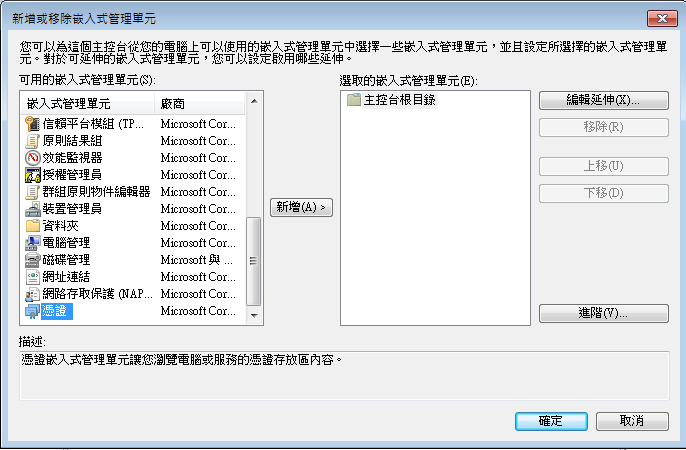 新增或移除嵌入式管理單元
您可以為這個主控台從您的電腦上可以使用的嵌入式管理單元中選擇一些嵌入式管理單元，並且設定所選擇的嵌入式管理單
元。對於可延伸的嵌入式管理單元，您可以設定啟用哪些延伸。
可用的嵌入式管理單元(S):
嵌入式管理單元 廠商
信賴平台模組 (TP... Microsoft Cor...
原則結果組 Microsoft Cor...
效能監視器 Microsoft Cor...
授權管理員 Microsoft Cor...
群組原則物件編輯器 Microsoft Cor...
裝置管理員 Microsoft Cor...
資料夾 Microsoft Cor...
電腦管理 Microsoft Cor...
磁碟管理 Microsoft 與 ...
網址連結 Microsoft Cor...
網路存取保護 (NAP... Microsoft Cor...
憑證 Microsoft Cor...
新增(A) >
選取的嵌入式管理單元(E):
主控台根目錄
編輯延伸(X)...
移除(R)
上移(U)
下移(D)
進階(V)...
描述:
憑證嵌入式管理單元讓您瀏覽電腦或服務的憑證存放區內容。
確定
取消